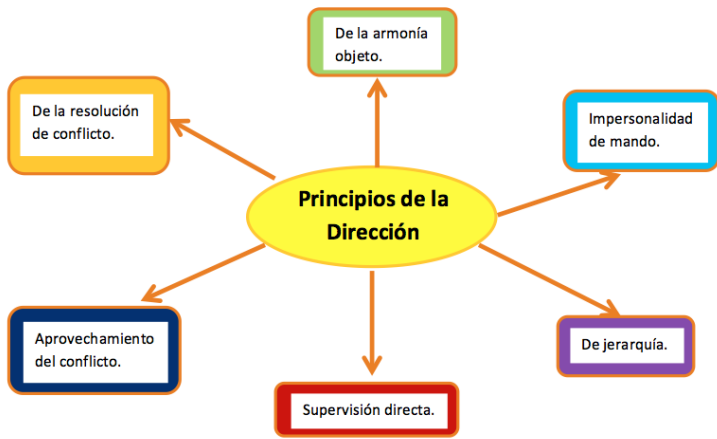 De la armonía
objeto.
De la resolución
de conflicto.
Impersonalidad
de mando.
Principios de la
Dirección
Aprovechamiento
del conflicto.
De jerarquía.
Supervisión directa.